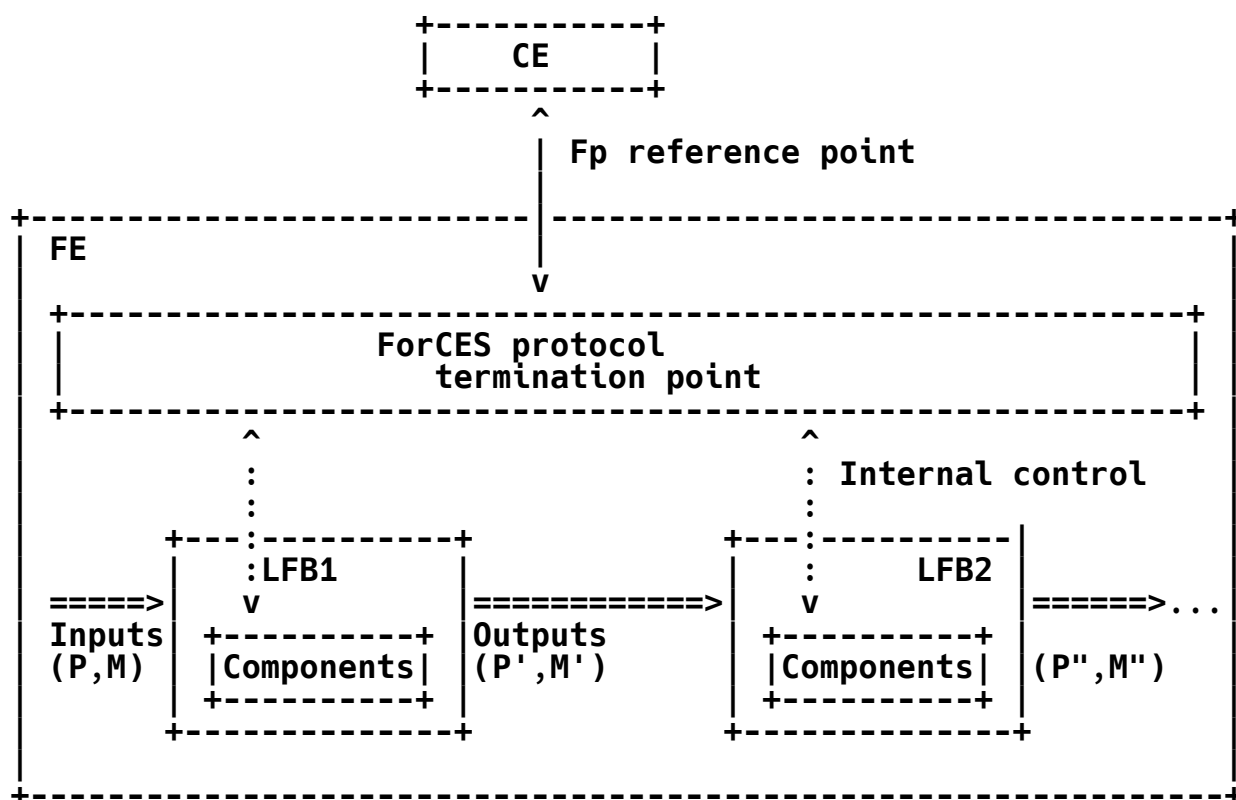 CE
Fp reference point
FE
ForCES protocol
termination point
Internal control
LFB1 LFB2
Inputs Outputs
(P,M) Components (P',M') Components (P",M")